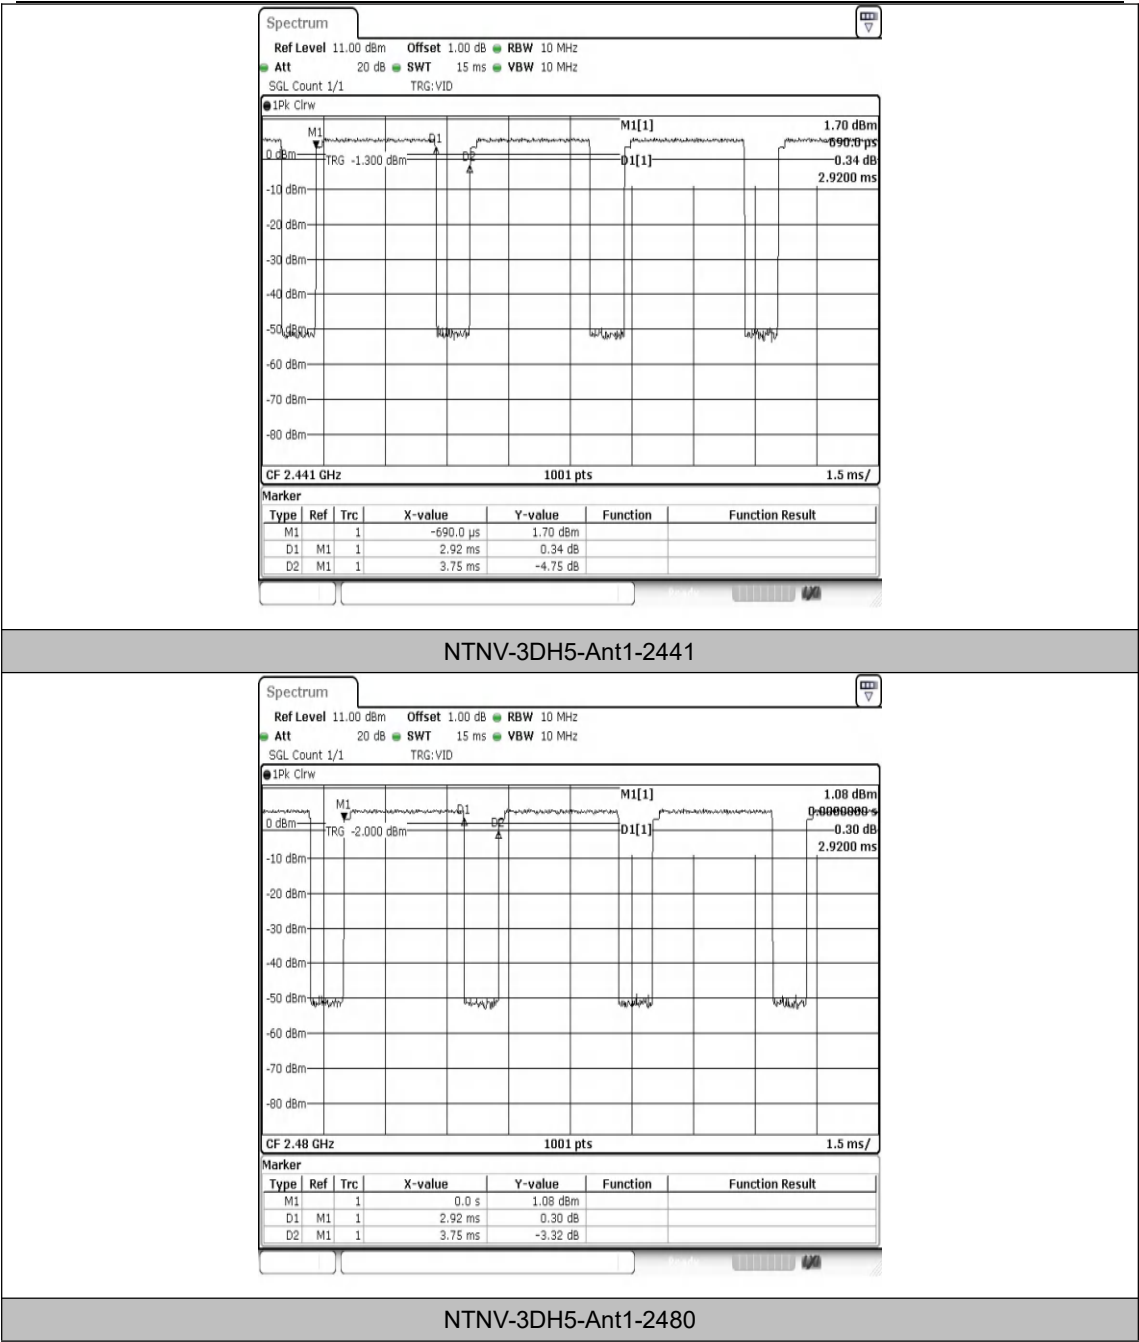 Spectrum
Ref Level 11.00 dBm Offset 1.00 dB RBW 10 MHz
Att 20 dB SWT 15 ms VBW 10 MHz
SGL Count 1/1 TRG:VID
1Pk Clrw
M1[1] 1.70 dBm
-690.0 µs
D1[1] 0.34 dB
2.9200 ms
M1
D1
D2
0 dBm
TRG -1.300 dBm
-10 dBm
-20 dBm
-30 dBm
-40 dBm
-50 dBm
-60 dBm
-70 dBm
-80 dBm
CF 2.441 GHz 1001 pts 1.5 ms/
Marker
Type Ref Trc X-value Y-value Function Function Result
M1 1 -690.0 µs 1.70 dBm
D1 M1 1 2.92 ms 0.34 dB
D2 M1 1 3.75 ms -4.75 dB
NTNV-3DH5-Ant1-2441
Spectrum
Ref Level 11.00 dBm Offset 1.00 dB RBW 10 MHz
Att 20 dB SWT 15 ms VBW 10 MHz
SGL Count 1/1 TRG:VID
1Pk Clrw
M1[1] 1.08 dBm
0.0000000 s
D1[1] 0.30 dB
2.9200 ms
M1
D1
D2
0 dBm
TRG -2.000 dBm
-10 dBm
-20 dBm
-30 dBm
-40 dBm
-50 dBm
-60 dBm
-70 dBm
-80 dBm
CF 2.48 GHz 1001 pts 1.5 ms/
Marker
Type Ref Trc X-value Y-value Function Function Result
M1 1 0.0 s 1.08 dBm
D1 M1 1 2.92 ms 0.30 dB
D2 M1 1 3.75 ms -3.32 dB
NTNV-3DH5-Ant1-2480